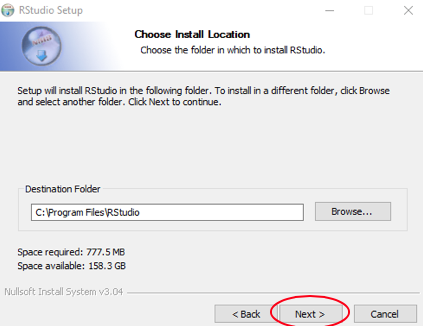 RStudio Setup
Choose Install Location
Choose the folder in which to install RStudio.
Setup will install RStudio in the following folder. To install in a different folder, click Browse
and select another folder. Click Next to continue.
Destination Folder
C:\Program Files\RStudio
Browse...
Space required: 777.5 MB
Space available: 158.3 GB
Nullsoft Install System v3.04
< Back
Next >
Cancel